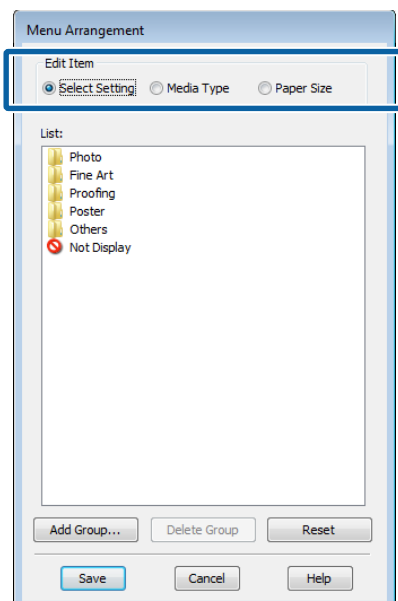 Menu Arrangement
Edit Item
Select Setting Media Type Paper Size
List:
Photo
Fine Art
Proofing
Poster
Others
Not Display
Add Group... Delete Group Reset
Save Cancel Help